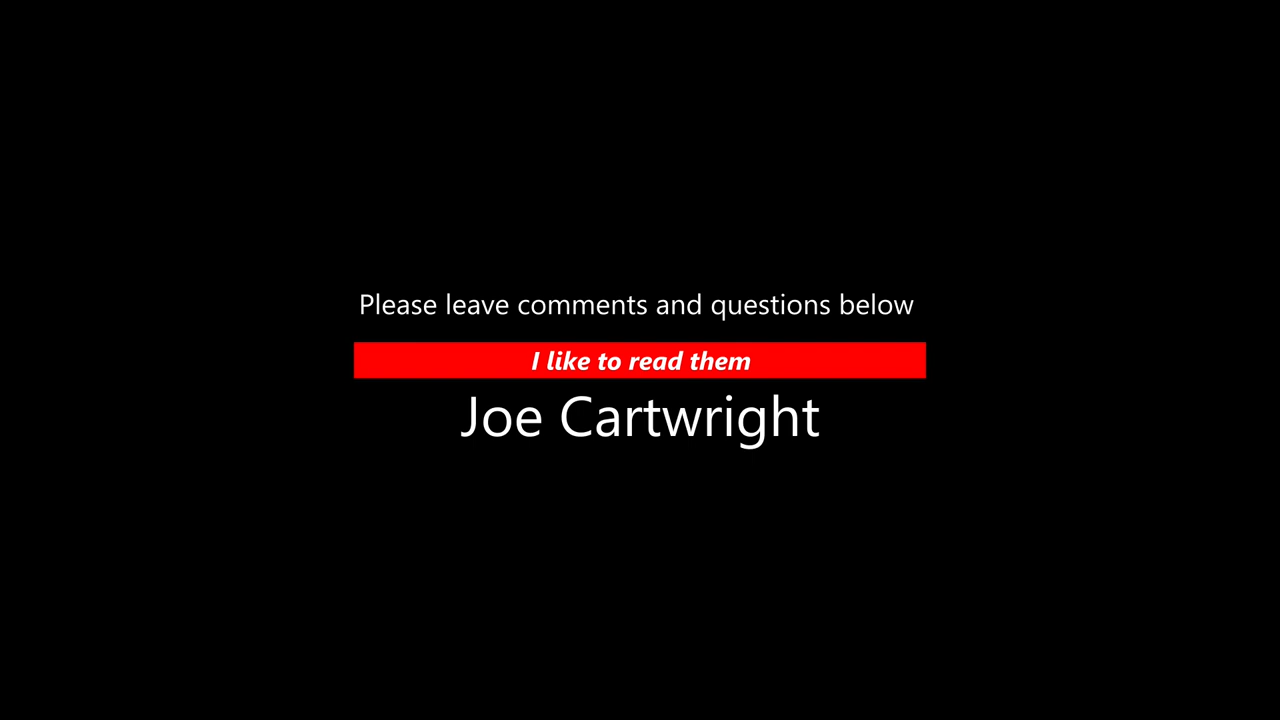 Please leave comments and questions below
I like to read them
Joe Cartwright